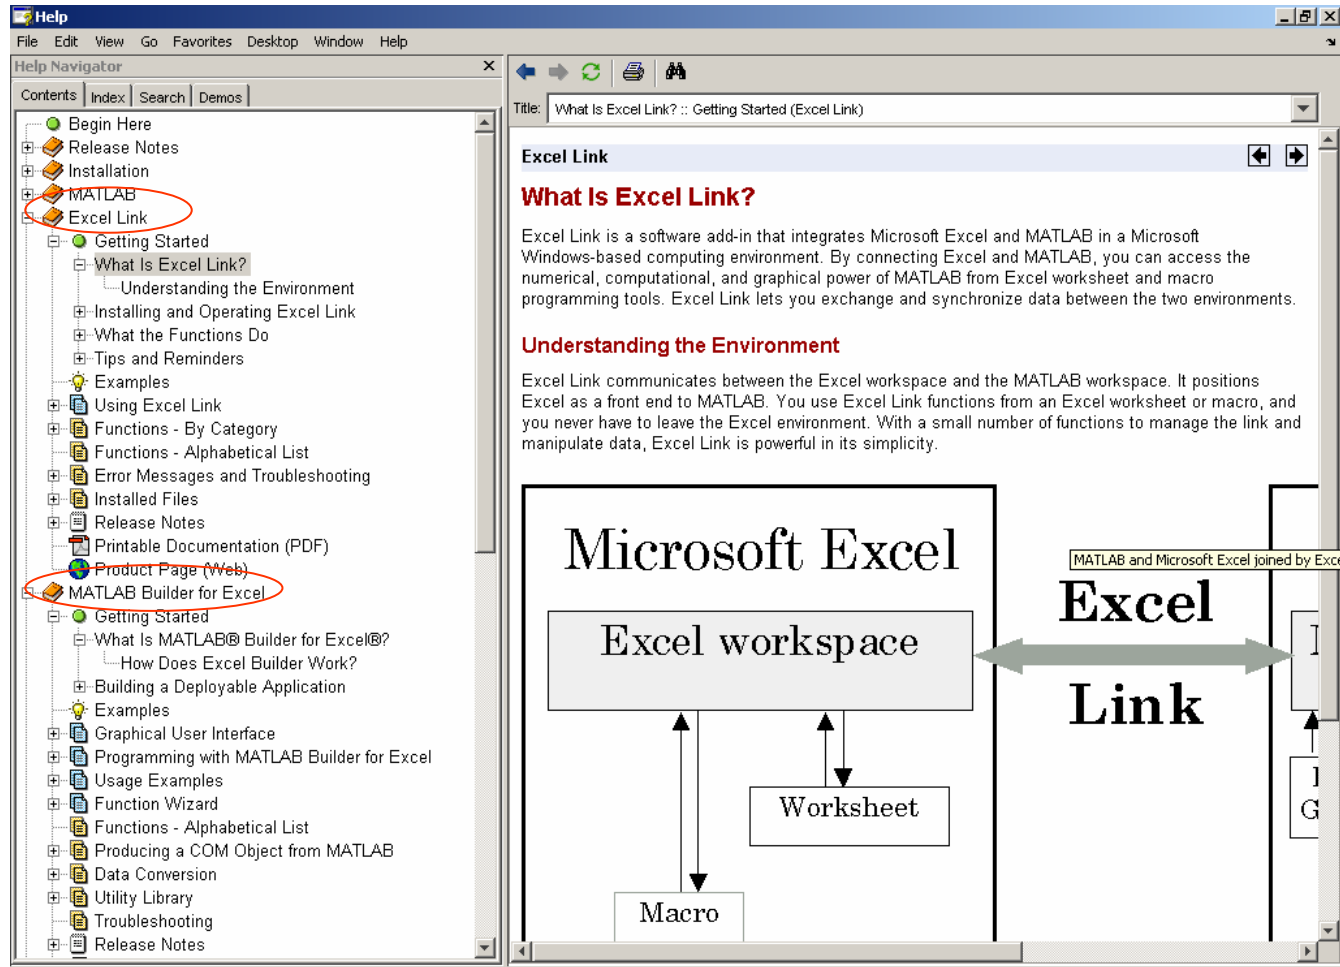 Help
File Edit View Go Favorites Desktop Window Help
Help Navigator
Contents Index Search Demos
Begin Here
Release Notes
Installation
MATLAB
Excel Link
Getting Started
What Is Excel Link?
Understanding the Environment
Installing and Operating Excel Link
What the Functions Do
Tips and Reminders
Examples
Using Excel Link
Functions - By Category
Functions - Alphabetical List
Error Messages and Troubleshooting
Installed Files
Release Notes
Printable Documentation (PDF)
Product Page (Web)
MATLAB Builder for Excel
Getting Started
What Is MATLAB® Builder for Excel®?
How Does Excel Builder Work?
Building a Deployable Application
Examples
Graphical User Interface
Programming with MATLAB Builder for Excel
Usage Examples
Function Wizard
Functions - Alphabetical List
Producing a COM Object from MATLAB
Data Conversion
Utility Library
Troubleshooting
Release Notes
Title: What Is Excel Link? :: Getting Started (Excel Link)
Excel Link
What Is Excel Link?
Excel Link is a software add-in that integrates Microsoft Excel and MATLAB in a Microsoft
Windows-based computing environment. By connecting Excel and MATLAB, you can access the
numerical, computational, and graphical power of MATLAB from Excel worksheet and macro
programming tools. Excel Link lets you exchange and synchronize data between the two environments.
Understanding the Environment
Excel Link communicates between the Excel workspace and the MATLAB workspace. It positions
Excel as a front end to MATLAB. You use Excel Link functions from an Excel worksheet or macro, and
you never have to leave the Excel environment. With a small number of functions to manage the link and
manipulate data, Excel Link is powerful in its simplicity.
Microsoft Excel
MATLAB and Microsoft Excel joined by Exce
Excel
Link
Excel workspace
Worksheet
Macro
G